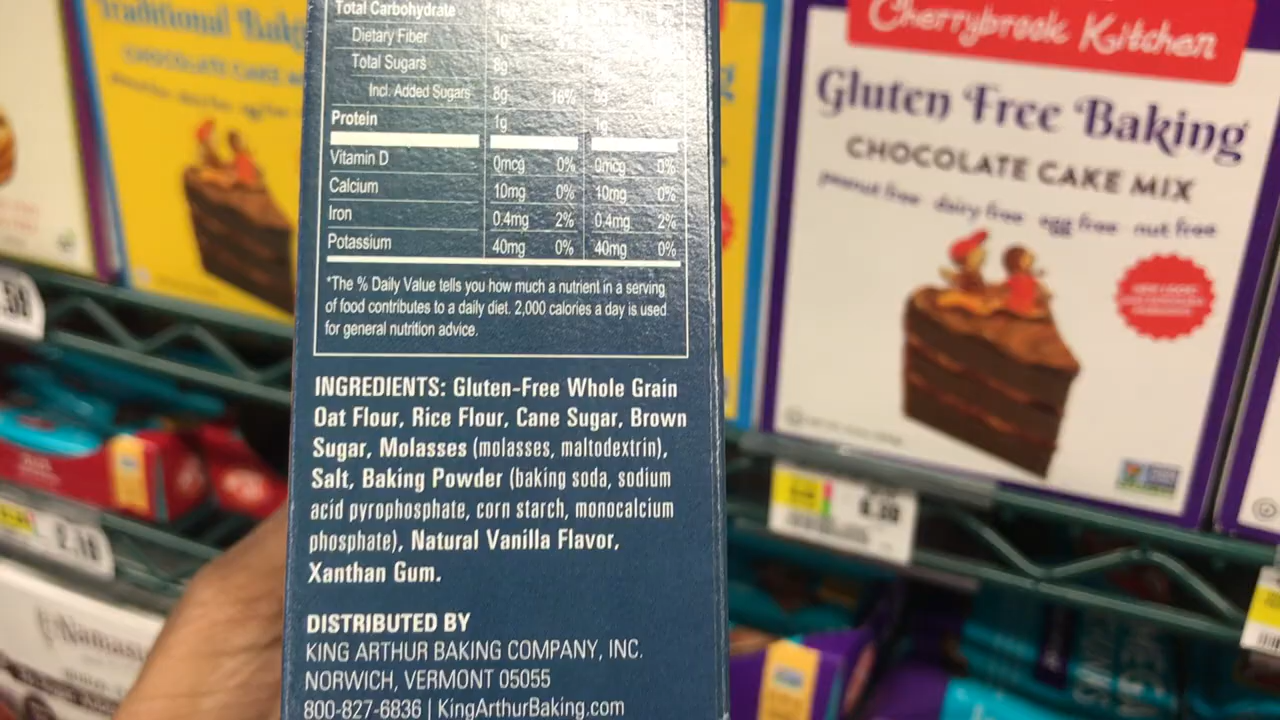 Total Carbohydrate
Dietary Fiber 1g
Total Sugars 8g
Incl. Added Sugars 8g 16%
Protein 1g 1g
Vitamin D 0mcg 0% 0mcg 0%
Calcium 10mg 0% 10mg 0%
Iron 0.4mg 2% 0.4mg 2%
Potassium 40mg 0% 40mg 0%
*The % Daily Value tells you how much a nutrient in a serving
of food contributes to a daily diet. 2,000 calories a day is used
for general nutrition advice.
INGREDIENTS: Gluten-Free Whole Grain
Oat Flour, Rice Flour, Cane Sugar, Brown
Sugar, Molasses (molasses, maltodextrin),
Salt, Baking Powder (baking soda, sodium
acid pyrophosphate, corn starch, monocalcium
phosphate), Natural Vanilla Flavor,
Xanthan Gum.
DISTRIBUTED BY
KING ARTHUR BAKING COMPANY, INC.
NORWICH, VERMONT 05055
800-827-6836 | KingArthurBaking.com
Cherrybrook Kitchen
Gluten Free Baking
CHOCOLATE CAKE MIX
peanut free dairy free egg free nut free
Traditional
CHOCOLATE CAKE
.50
2.10